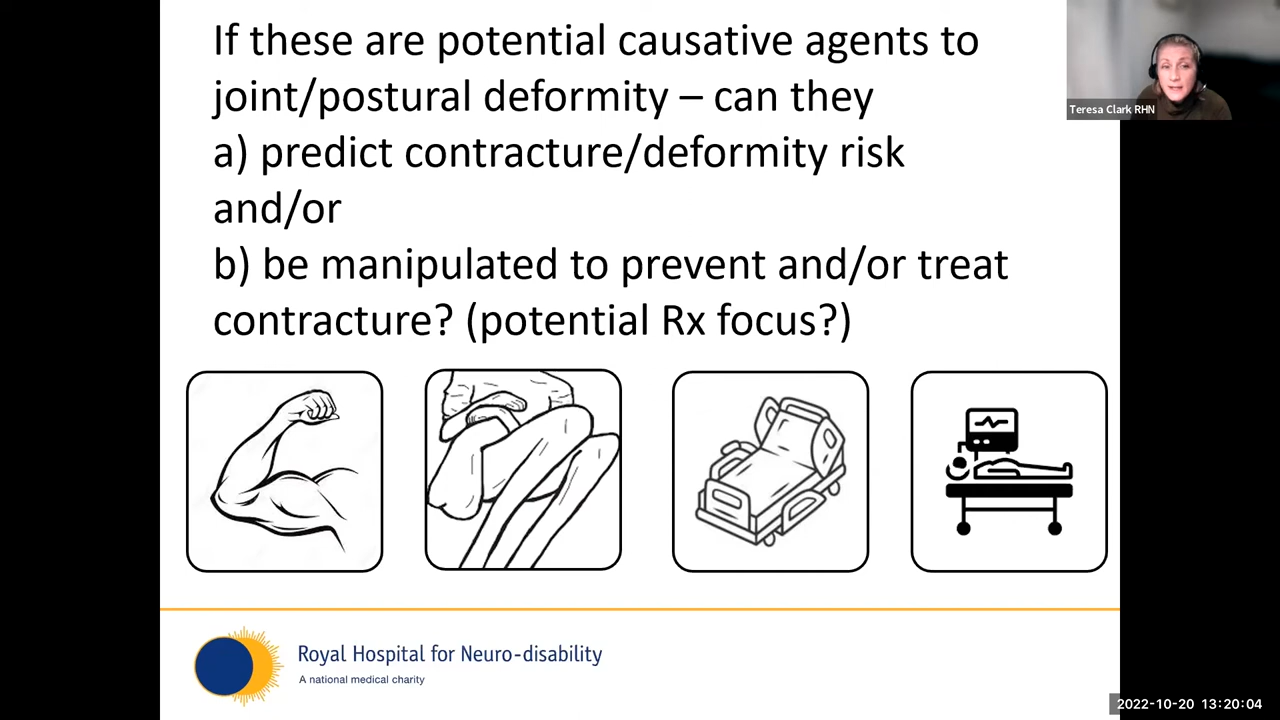 If these are potential causative agents to
joint/postural deformity – can they
a) predict contracture/deformity risk
and/or
b) be manipulated to prevent and/or treat
contracture? (potential Rx focus?)
Teresa Clark RHN
Royal Hospital for Neuro-disability
A national medical charity
2022-10-20 13:20:04